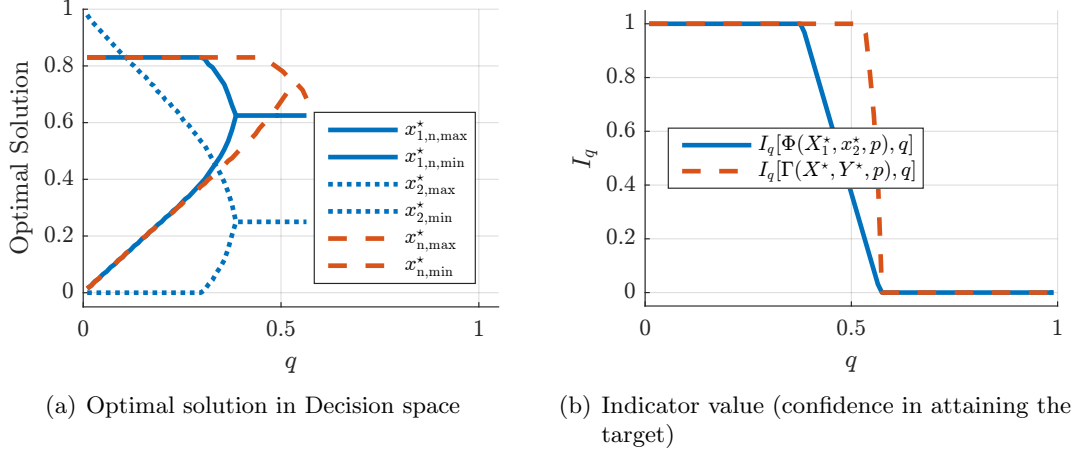 1
0.8
0.6
0.4
0.2
0
Optimal Solution
0
0.5
1
q
x⋆1,n,max
x⋆1,n,min
x⋆2,max
x⋆2,min
x⋆n,max
x⋆n,min
(a) Optimal solution in Decision space
1
0.8
0.6
0.4
0.2
0
Iq
0
0.5
1
q
Iq[Φ(X⋆1, x⋆2, p), q]
Iq[Γ(X⋆, Y⋆, p), q]
(b) Indicator value (confidence in attaining the
target)